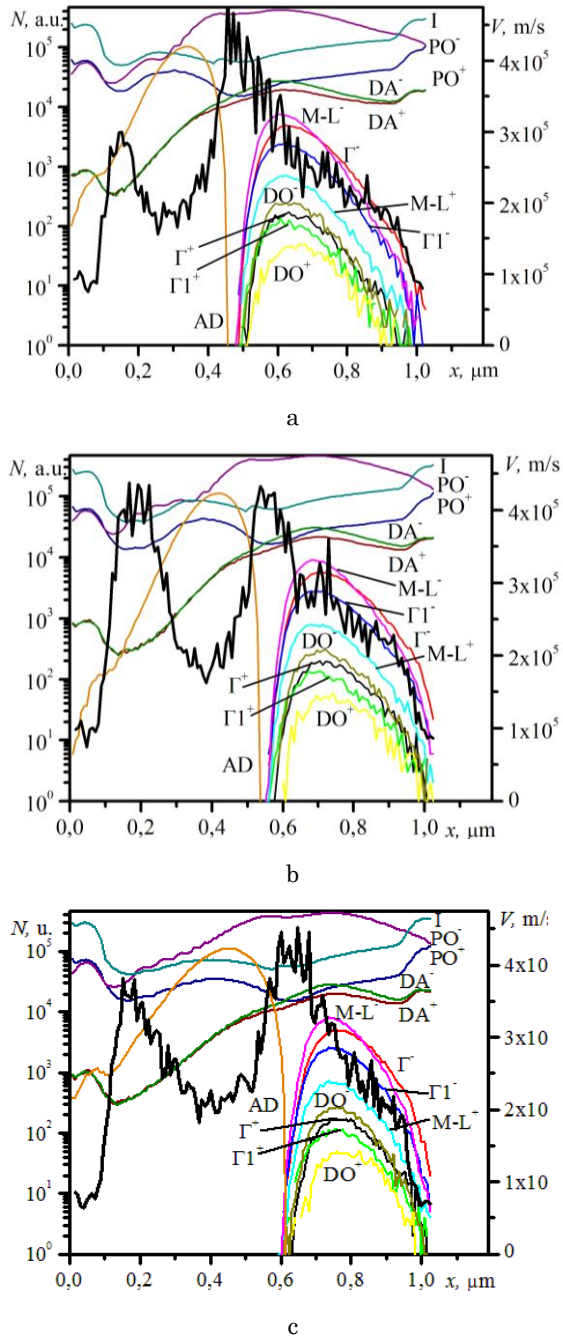 N, a.u.
V, m/s
I
PO⁻
PO⁺
DA⁻
DA⁺
M-L⁻
Γ⁻
M-L⁺
Γ1⁻
DO⁻
Γ⁺
Γ1⁺
DO⁺
AD
10⁵
10⁴
10³
10²
10¹
10⁰
4x10⁵
3x10⁵
2x10⁵
1x10⁵
0
0,0 0,2 0,4 0,6 0,8 1,0 x, μm
a
N, a.u.
V, m/s
I
PO⁻
PO⁺
DA⁻
DA⁺
M-L⁻
Γ1⁻
Γ⁻
M-L⁺
DO⁻
Γ⁺
Γ1⁺
DO⁺
AD
10⁵
10⁴
10³
10²
10¹
10⁰
4x10⁵
3x10⁵
2x10⁵
1x10⁵
0
0,0 0,2 0,4 0,6 0,8 1,0 x, μm
b
N, u.
V, m/s
I
PO⁻
PO⁺
DA⁻
DA⁺
M-L⁻
Γ⁻
Γ1⁻
M-L⁺
AD
DO⁻
Γ⁺
Γ1⁺
DO⁺
10⁵
10⁴
10³
10²
10¹
10⁰
4x10
3x10
2x10
1x10
0
0,0 0,2 0,4 0,6 0,8 1,0 x, μm
c